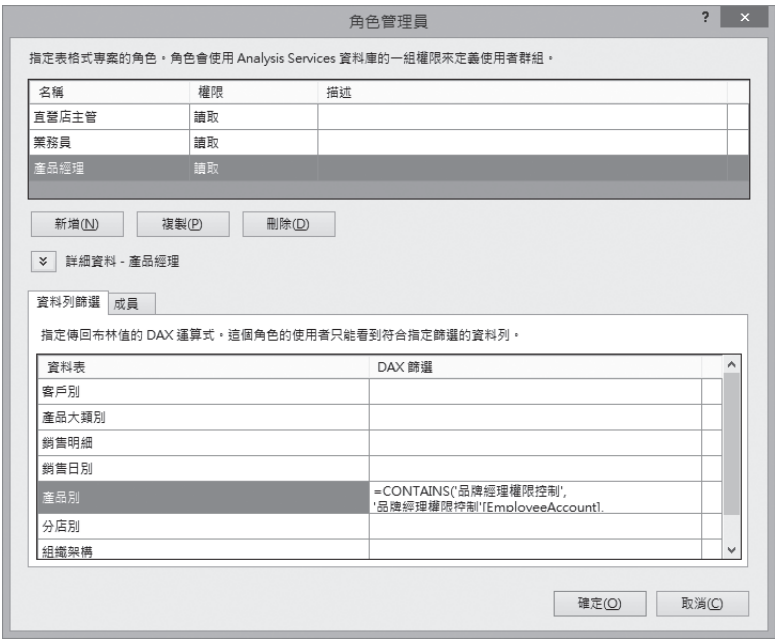 角色管理員
? ×
指定表格式專案的角色。角色會使用 Analysis Services 資料庫的一組權限來定義使用者群組。
名稱 權限 描述
直營店主管 讀取
業務員 讀取
產品經理 讀取
新增(N) 複製(P) 刪除(D)
詳細資料 - 產品經理
資料列篩選 成員
指定傳回布林值的 DAX 運算式。這個角色的使用者只能看到符合指定篩選的資料列。
資料表 DAX 篩選
客戶別
產品大類別
銷售明細
銷售日別
產品別 =CONTAINS('品牌經理權限控制',
'品牌經理權限控制'[EmployeeAccount],
分店別
組織架構
確定(O) 取消(C)